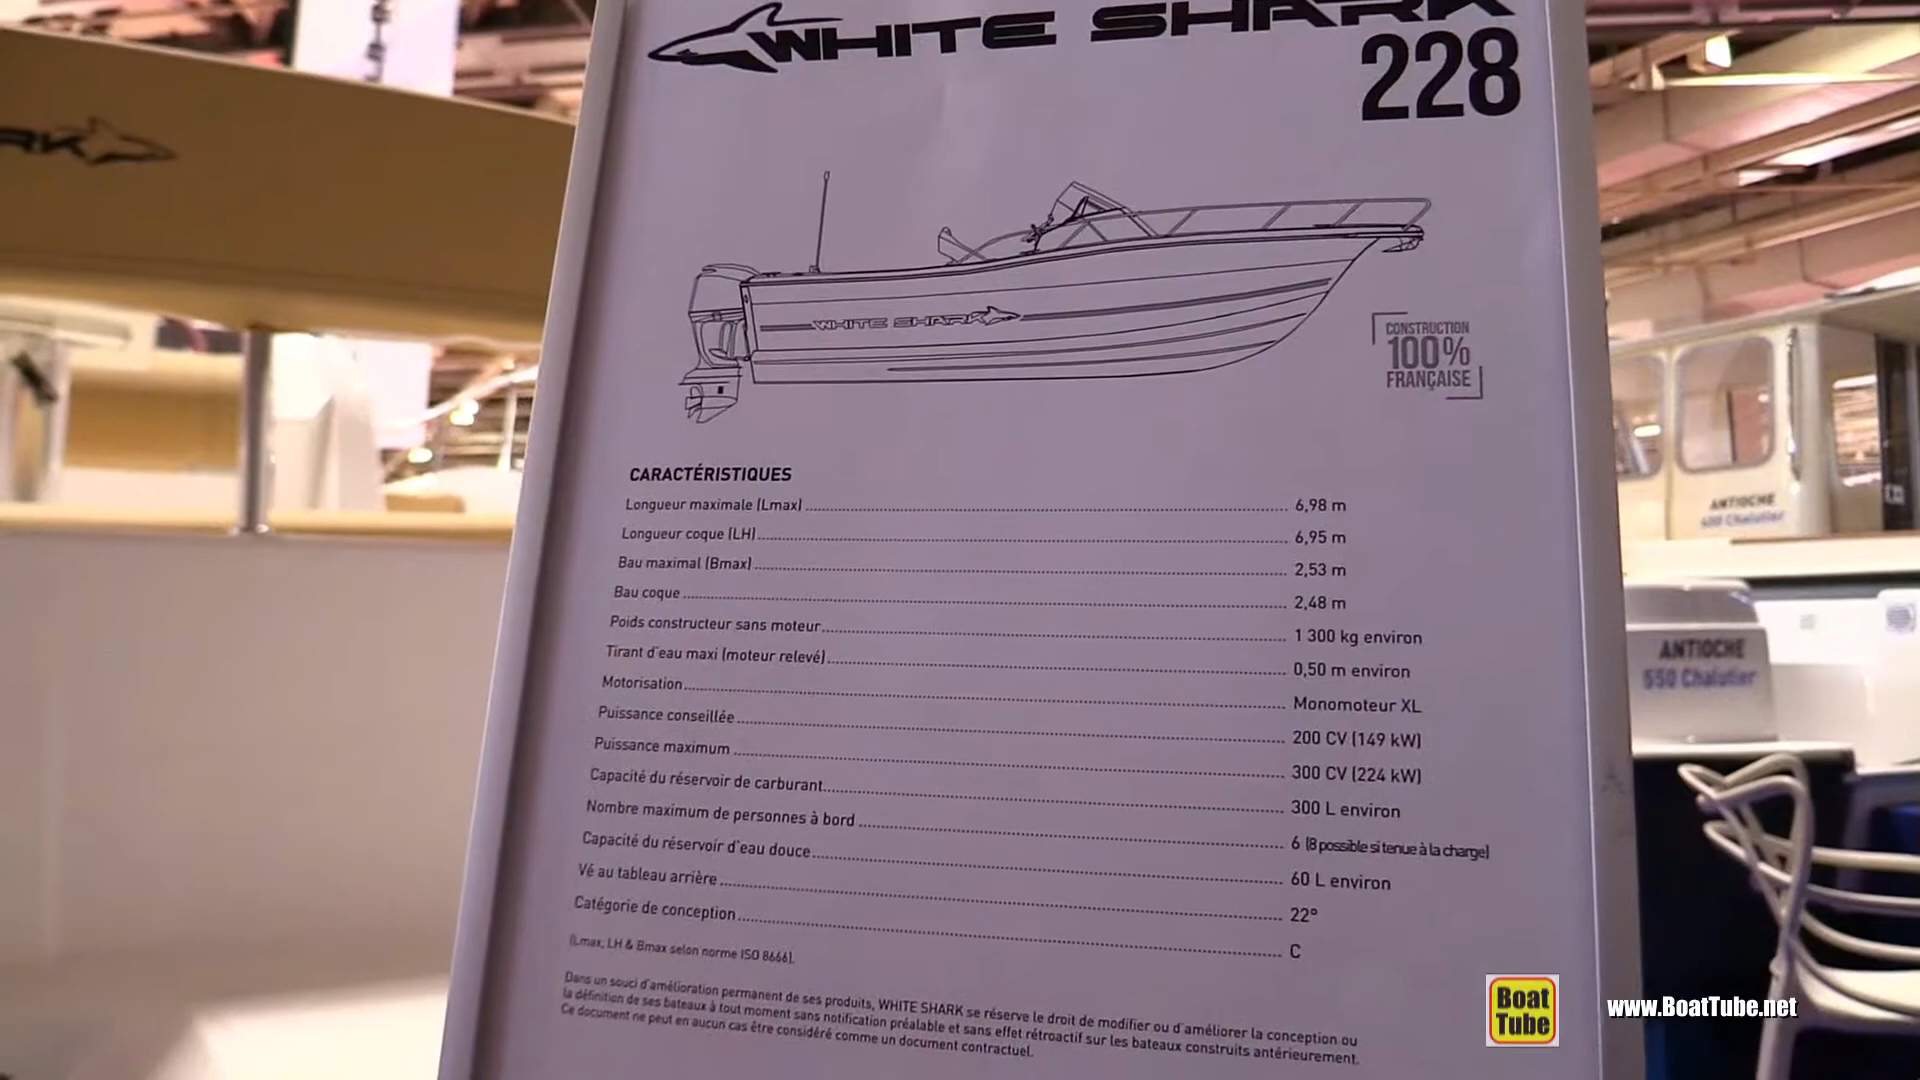 WHITE SHARK
228
WHITE SHARK
CONSTRUCTION
100%
FRANÇAISE
CARACTÉRISTIQUES
Longueur maximale (Lmax) 6,98 m
Longueur coque (LH) 6,95 m
Bau maximal (Bmax) 2,53 m
Bau coque 2,48 m
Poids constructeur sans moteur 1 300 kg environ
Tirant d'eau maxi (moteur relevé) 0,50 m environ
Motorisation Monomoteur XL
Puissance conseillée 200 CV (149 kW)
Puissance maximum 300 CV (224 kW)
Capacité du réservoir de carburant 300 L environ
Nombre maximum de personnes à bord 6 (8 possible si tenue à la charge)
Capacité du réservoir d'eau douce 60 L environ
Vé au tableau arrière 22°
Catégorie de conception C
(Lmax, LH & Bmax selon norme ISO 8666).
Dans un souci d'amélioration permanent de ses produits, WHITE SHARK se réserve le droit de modifier ou d'améliorer la conception ou
la définition de ses bateaux à tout moment sans notification préalable et sans effet rétroactif sur les bateaux construits antérieurement.
Ce document ne peut en aucun cas être considéré comme un document contractuel.
ANTIOCHE
Chalutier
ANTIOCHE
550 Chalutier
Boat
Tube
www.BoatTube.net